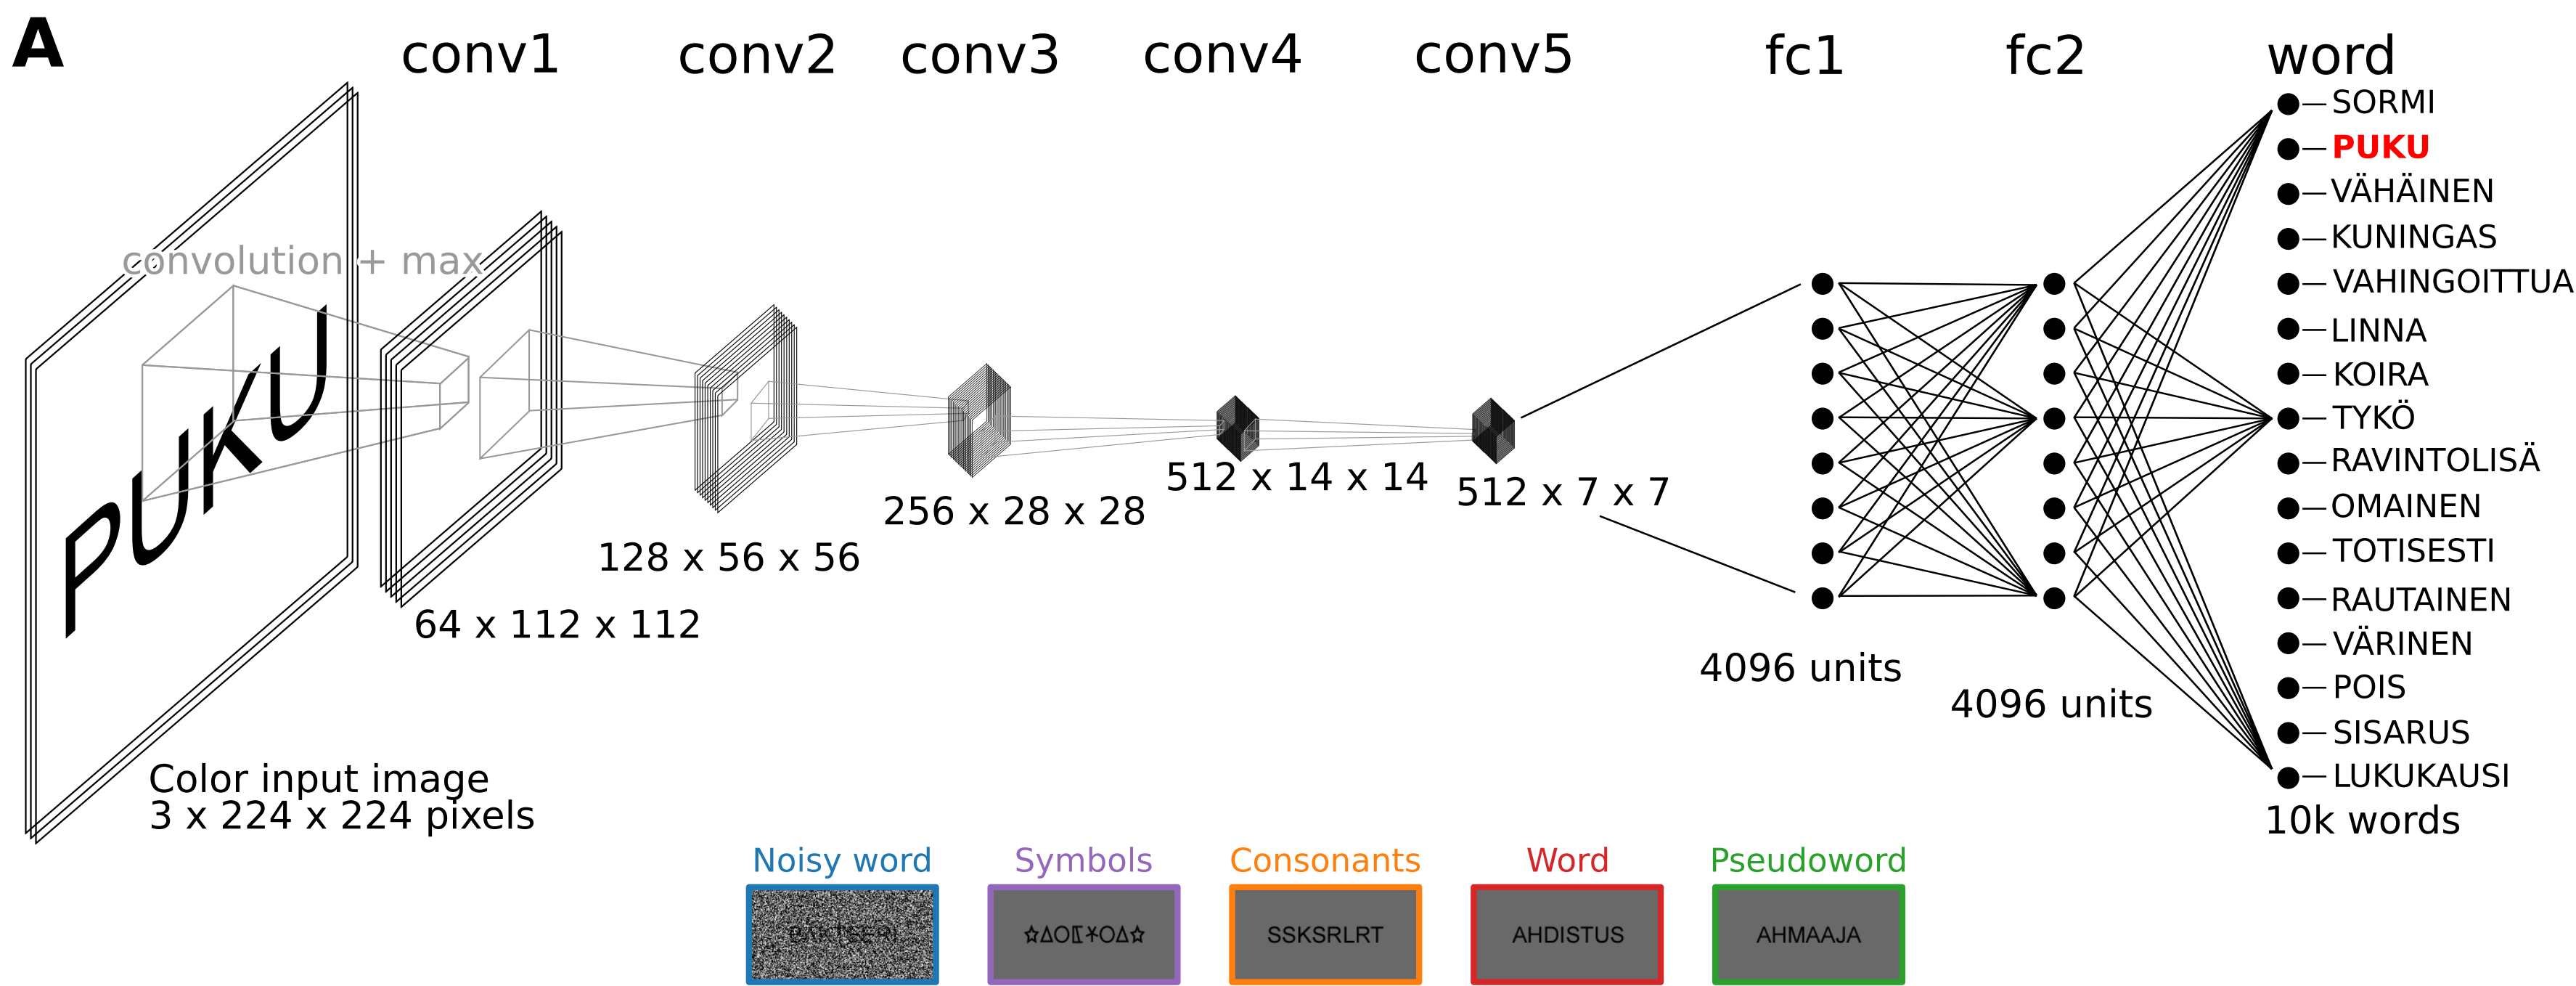 A
conv1 conv2 conv3 conv4 conv5 fc1 fc2 word
convolution + max
PUKU
Color input image
3 x 224 x 224 pixels
64 x 112 x 112
128 x 56 x 56
256 x 28 x 28
512 x 14 x 14
512 x 7 x 7
4096 units
4096 units
SORMI
PUKU
VÄHÄINEN
KUNINGAS
VAHINGOITTUA
LINNA
KOIRA
TYKÖ
RAVINTOLISÄ
OMAINEN
TOTISESTI
RAUTAINEN
VÄRINEN
POIS
SISARUS
LUKUKAUSI
10k words
Noisy word Symbols Consonants Word Pseudoword
SSKSRLRT AHDISTUS AHMAAJA